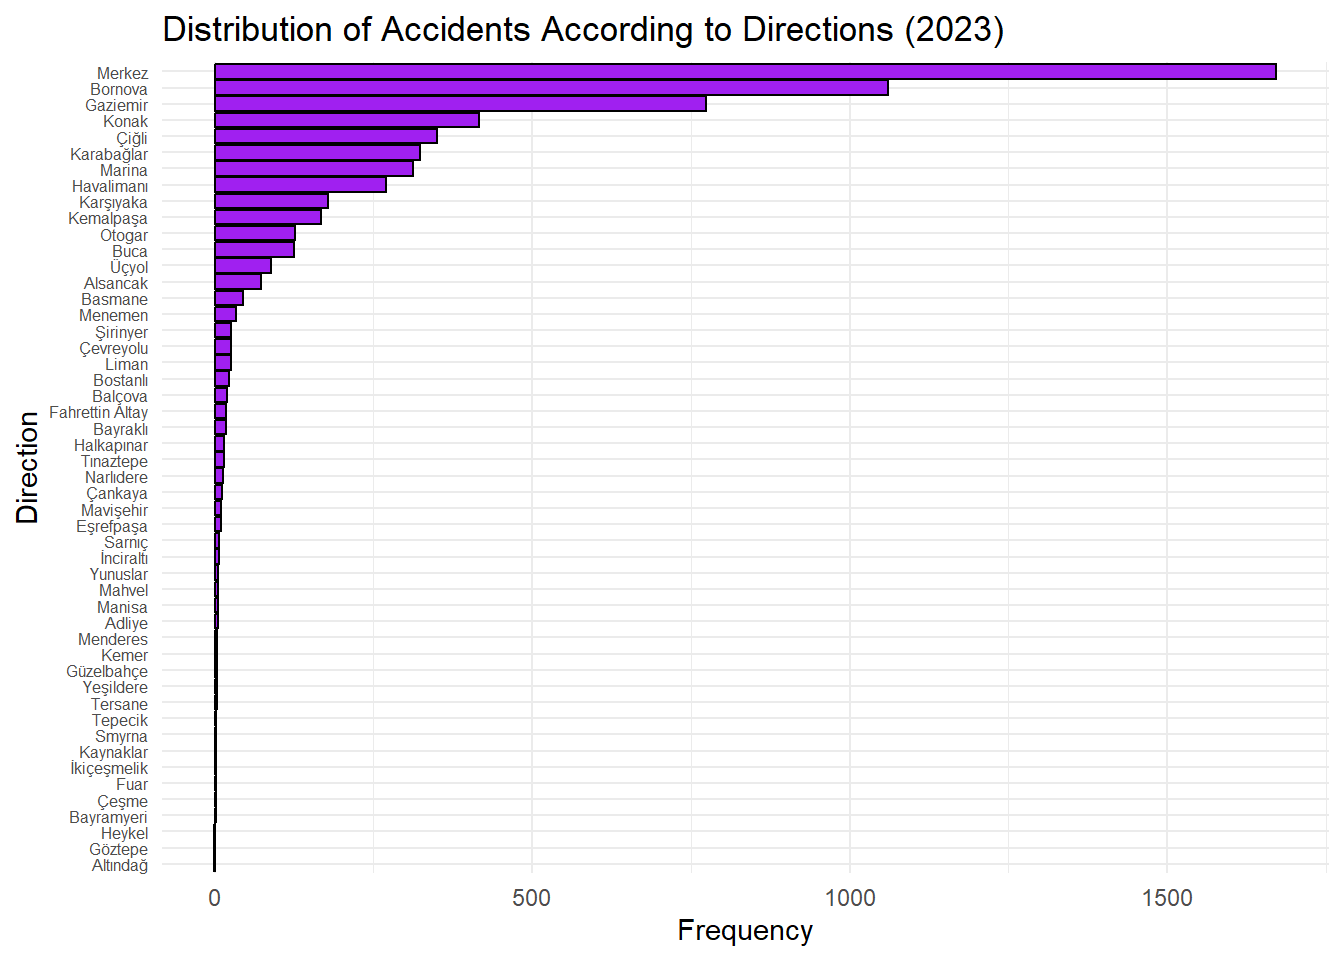 Distribution of Accidents According to Directions (2023)
Merkez
Bornova
Gaziemir
Konak
Çiğli
Karabağlar
Marina
Havalimanı
Karşıyaka
Kemalpaşa
Otogar
Buca
Üçyol
Alsancak
Basmane
Menemen
Şirinyer
Çevreyolu
Liman
Bostanlı
Balçova
Fahrettin Altay
Bayraklı
Halkapınar
Tınaztepe
Narlıdere
Çankaya
Mavişehir
Eşrefpaşa
Sarnıç
İnciraltı
Yunuslar
Mahvel
Manisa
Adliye
Menderes
Kemer
Güzelbahçe
Yeşildere
Tersane
Tepecik
Smyrna
Kaynaklar
İkiçeşmelik
Fuar
Çeşme
Bayramyeri
Heykel
Göztepe
Altındağ
Direction
0 500 1000 1500
Frequency